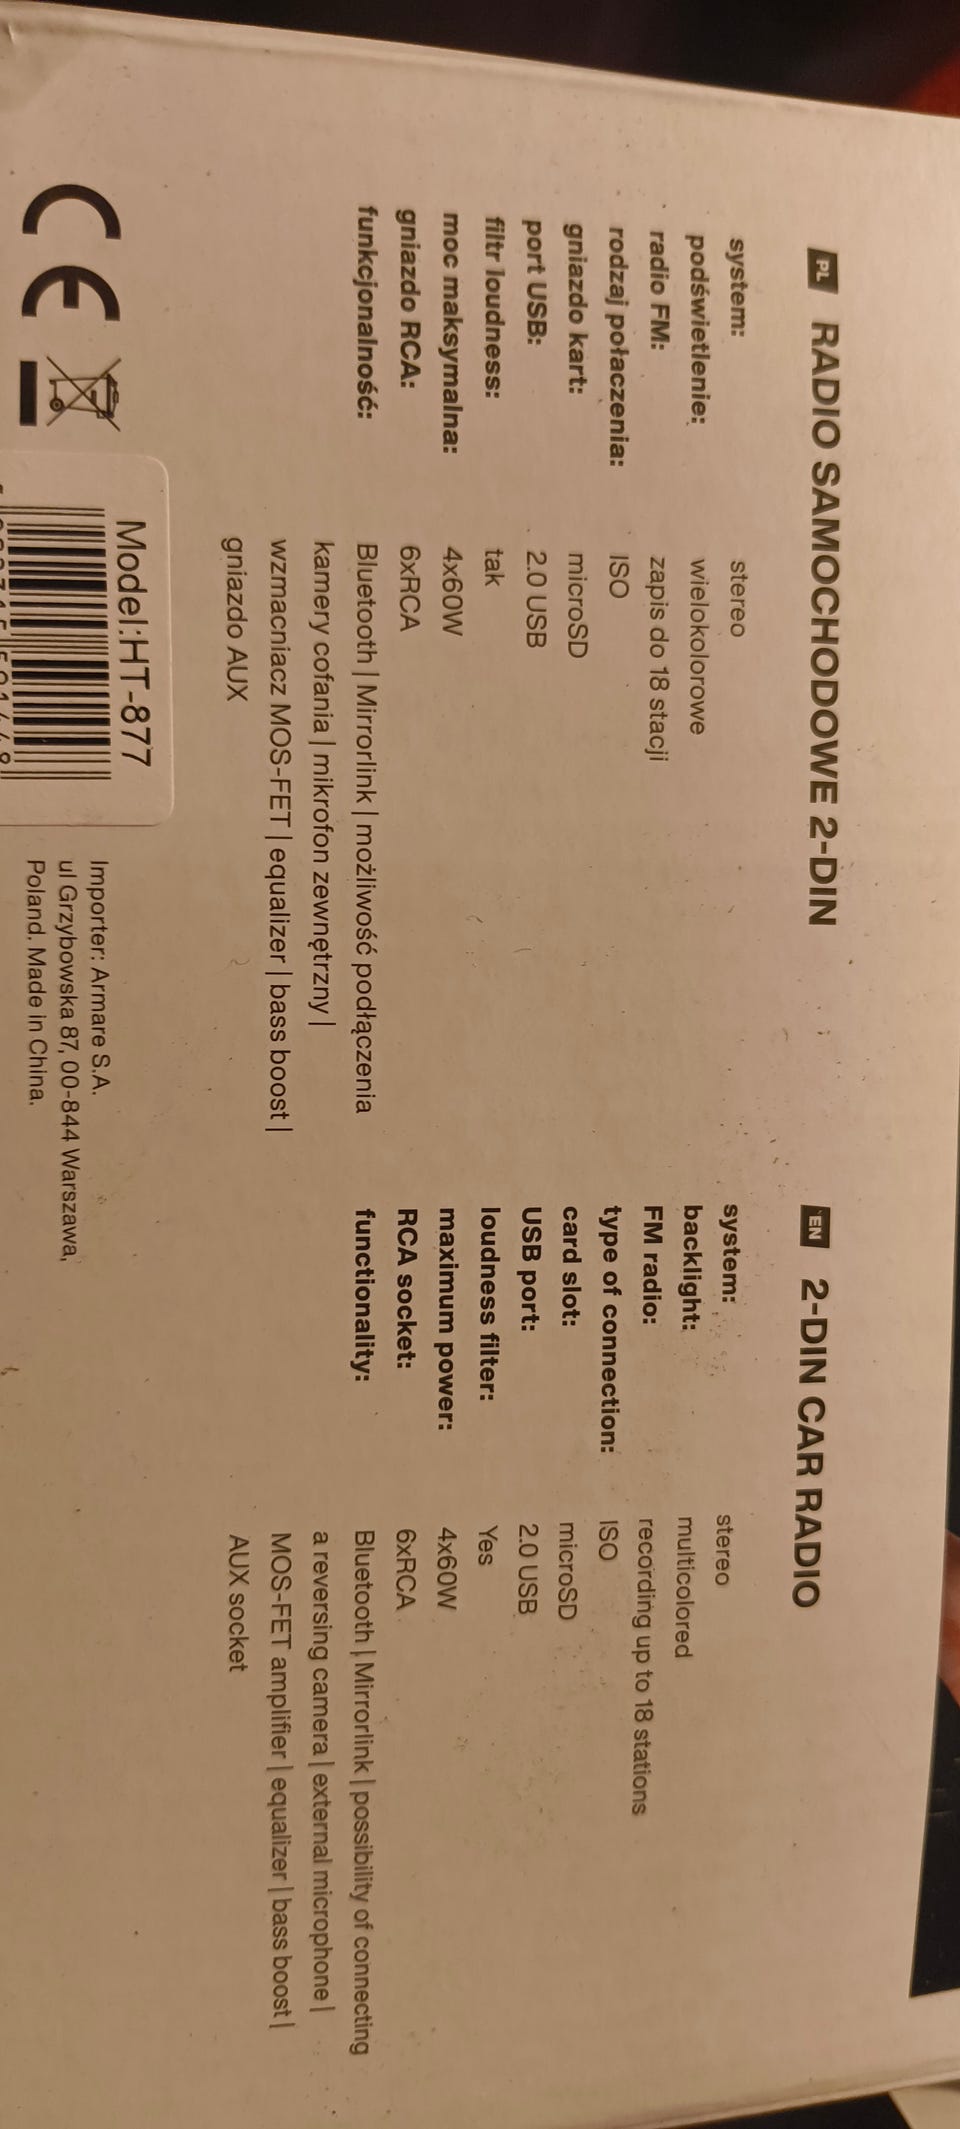 PL RADIO SAMOCHODOWE 2-DIN
system: stereo
podświetlenie: wielokolorowe
radio FM: zapis do 18 stacji
rodzaj połaczenia: ISO
gniazdo kart: microSD
port USB: 2.0 USB
filtr loudness: tak
moc maksymalna: 4x60W
gniazdo RCA: 6xRCA
funkcjonalność: Bluetooth | Mirrorlink | możliwość podłączenia
kamery cofania | mikrofon zewnętrzny |
wzmacniacz MOS-FET | equalizer | bass boost |
gniazdo AUX
EN 2-DIN CAR RADIO
system: stereo
backlight: multicolored
FM radio: recording up to 18 stations
type of connection: ISO
card slot: microSD
USB port: 2.0 USB
loudness filter: Yes
maximum power: 4x60W
RCA socket: 6xRCA
functionality: Bluetooth | Mirrorlink | possibility of connecting
a reversing camera | external microphone |
MOS-FET amplifier | equalizer | bass boost |
AUX socket
CE
Model:HT-877
Importer: Armare S.A.
ul Grzybowska 87, 00-844 Warszawa,
Poland. Made in China.